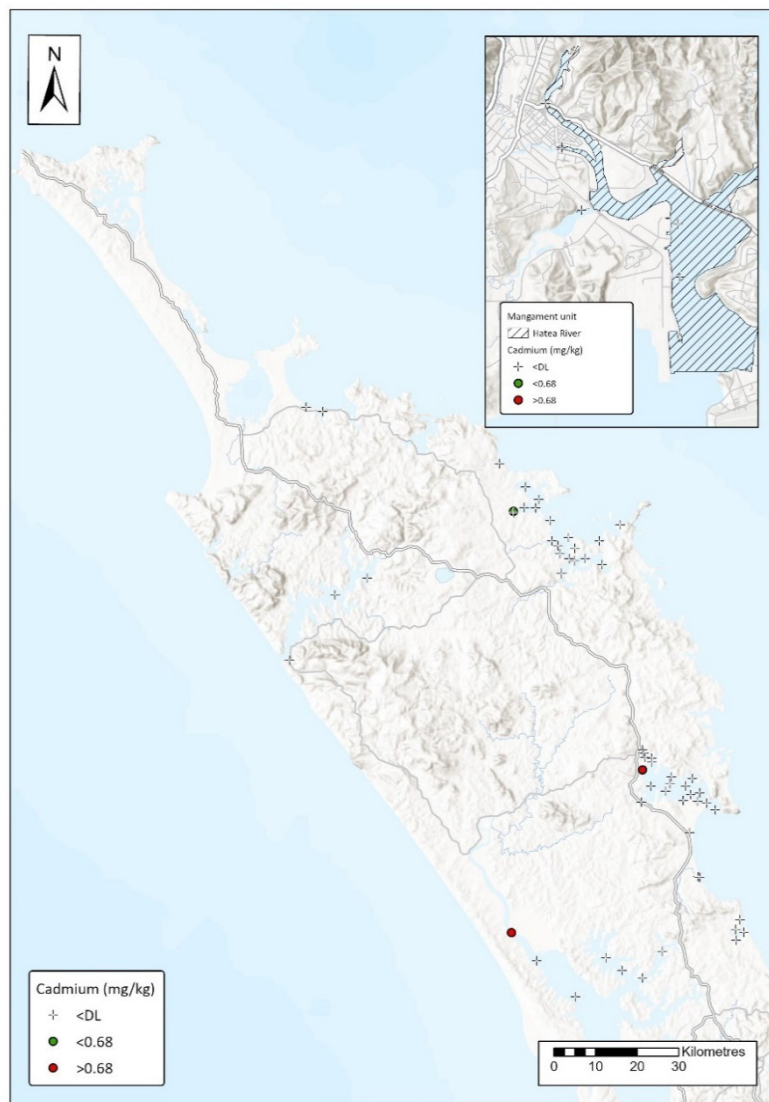 N
Mangament unit
Hatea River
Cadmium (mg/kg)
<DL
<0.68
>0.68
Cadmium (mg/kg)
<DL
<0.68
>0.68
Kilometres
0 5 10 20 30